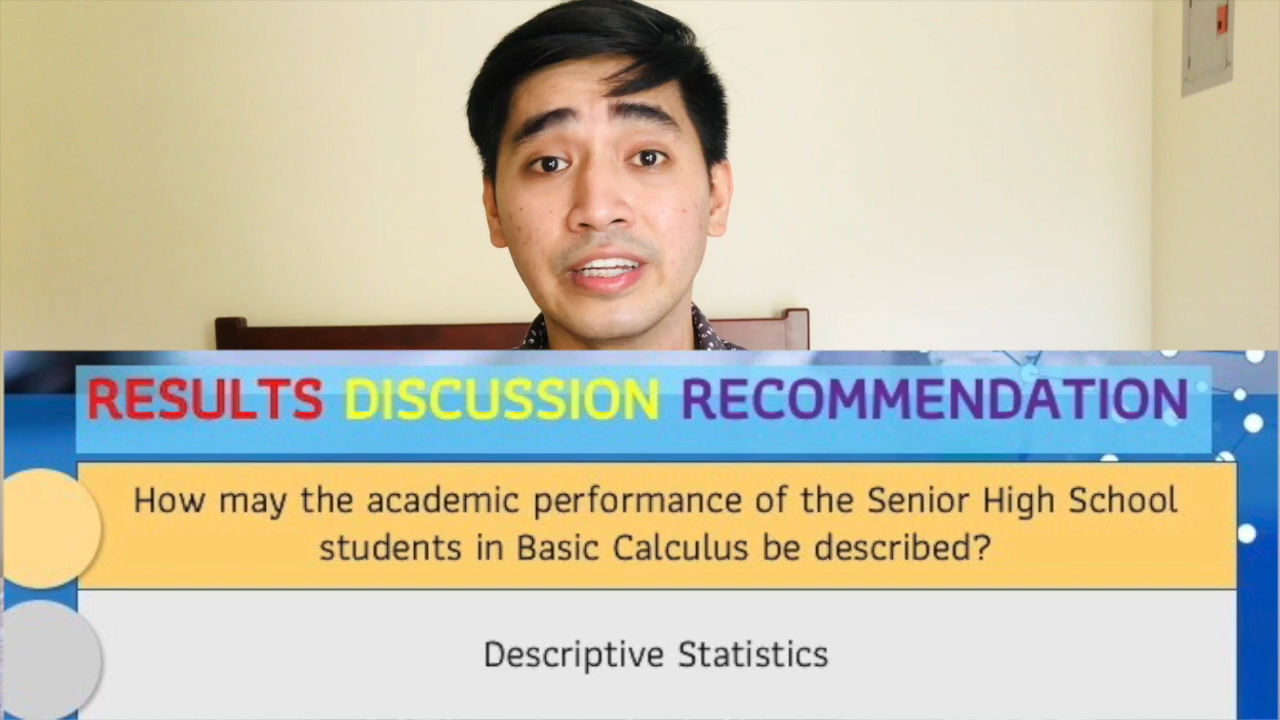 RESULTS DISCUSSION RECOMMENDATION
How may the academic performance of the Senior High School
students in Basic Calculus be described?
Descriptive Statistics